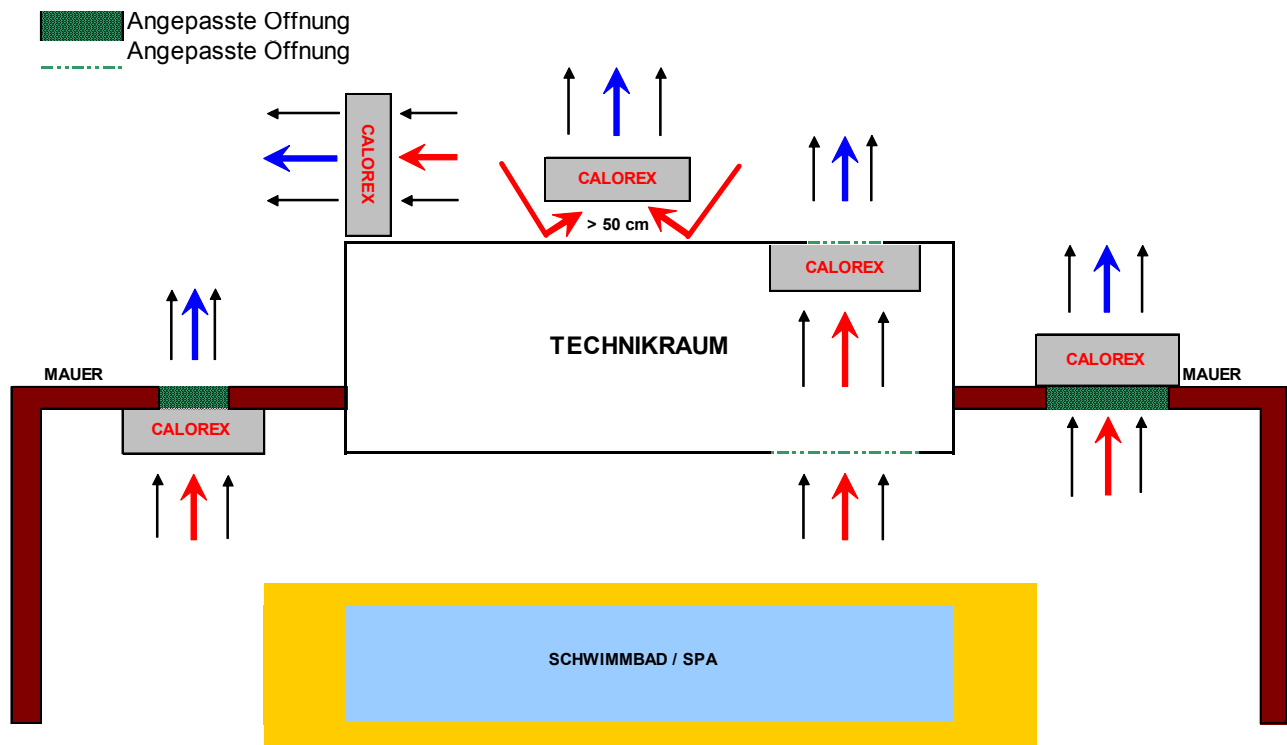 Angepasste Öffnung
Angepasste Öffnung
CALOREX
CALOREX
> 50 cm
CALOREX
TECHNIKRAUM
CALOREX
MAUER
MAUER
CALOREX
SCHWIMMBAD / SPA